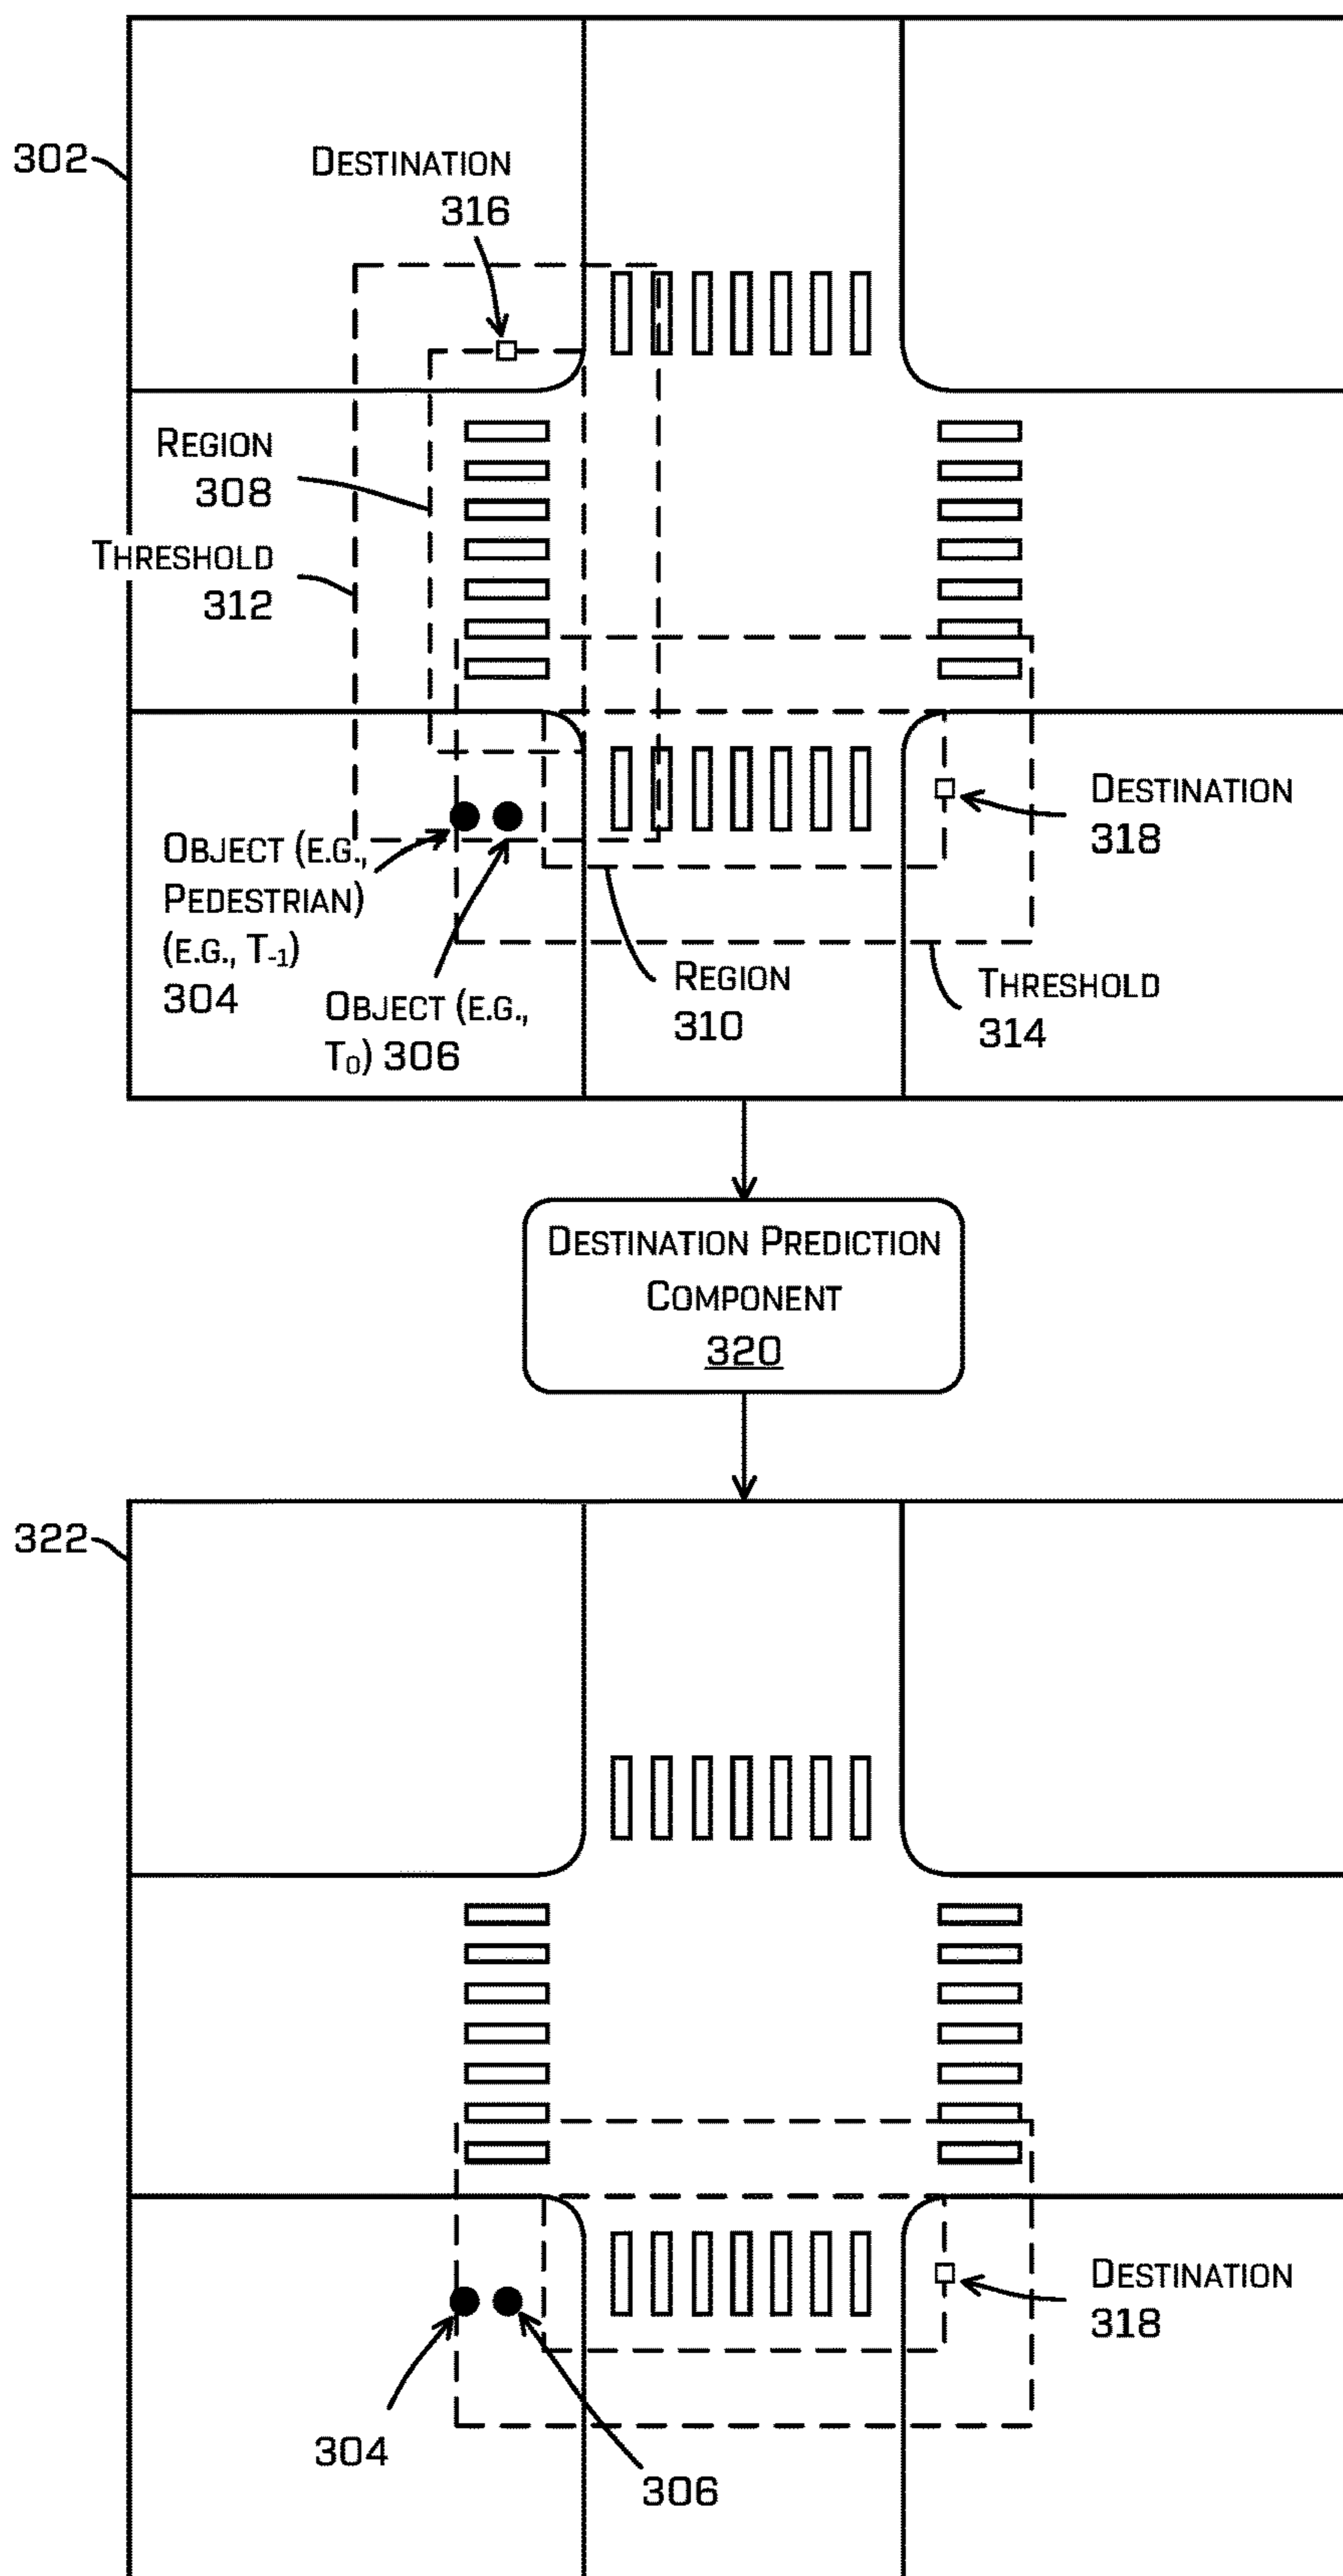 302
DESTINATION
316
REGION
308
THRESHOLD
312
DESTINATION
318
OBJECT (E.G.,
PEDESTRIAN)
(E.G., T-1)
304
OBJECT (E.G.,
T0) 306
REGION
310
THRESHOLD
314
DESTINATION PREDICTION
COMPONENT
320
322
DESTINATION
318
304
306